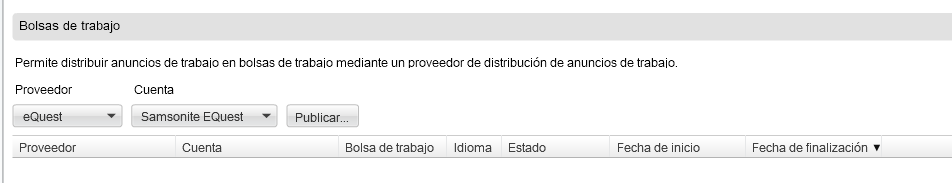 Bolsas de trabajo
Permite distribuir anuncios de trabajo en bolsas de trabajo mediante un proveedor de distribución de anuncios de trabajo.
Proveedor Cuenta
eQuest Samsonite EQuest Publicar...
Proveedor Cuenta Bolsa de trabajo Idioma Estado Fecha de inicio Fecha de finalización ▼